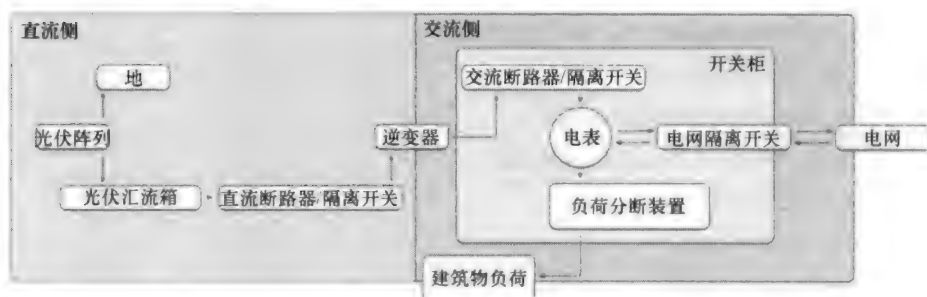 直流侧
交流侧
开关柜
地
交流断路器/隔离开关
光伏阵列
逆变器
电表
电网隔离开关
电网
光伏汇流箱
直流断路器/隔离开关
负荷分断装置
建筑物负荷